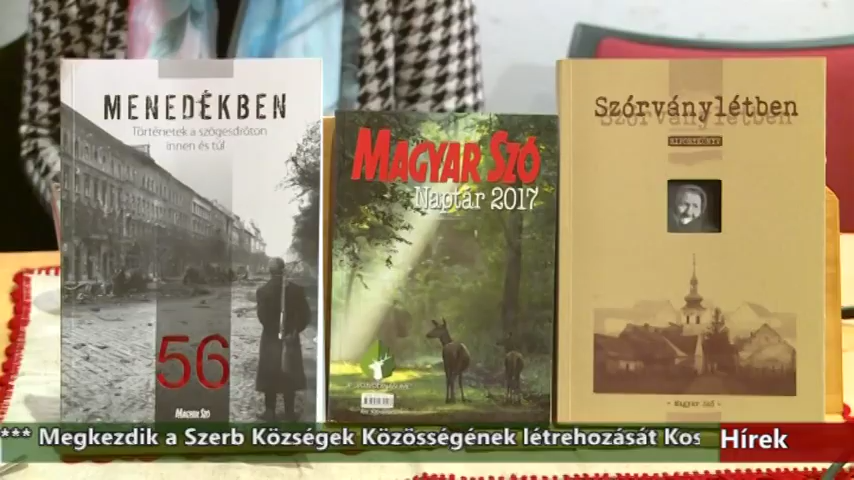 MENEDÉKBEN
Történetek a szögesdróton
innen és túl
56
MAGYAR SZÓ
MAGYAR SZÓ
Naptár 2017
Szórványlétben
- Magyar Szó -
*** Megkezdik a Szerb Községek Közösségének létrehozását Kos
Hírek